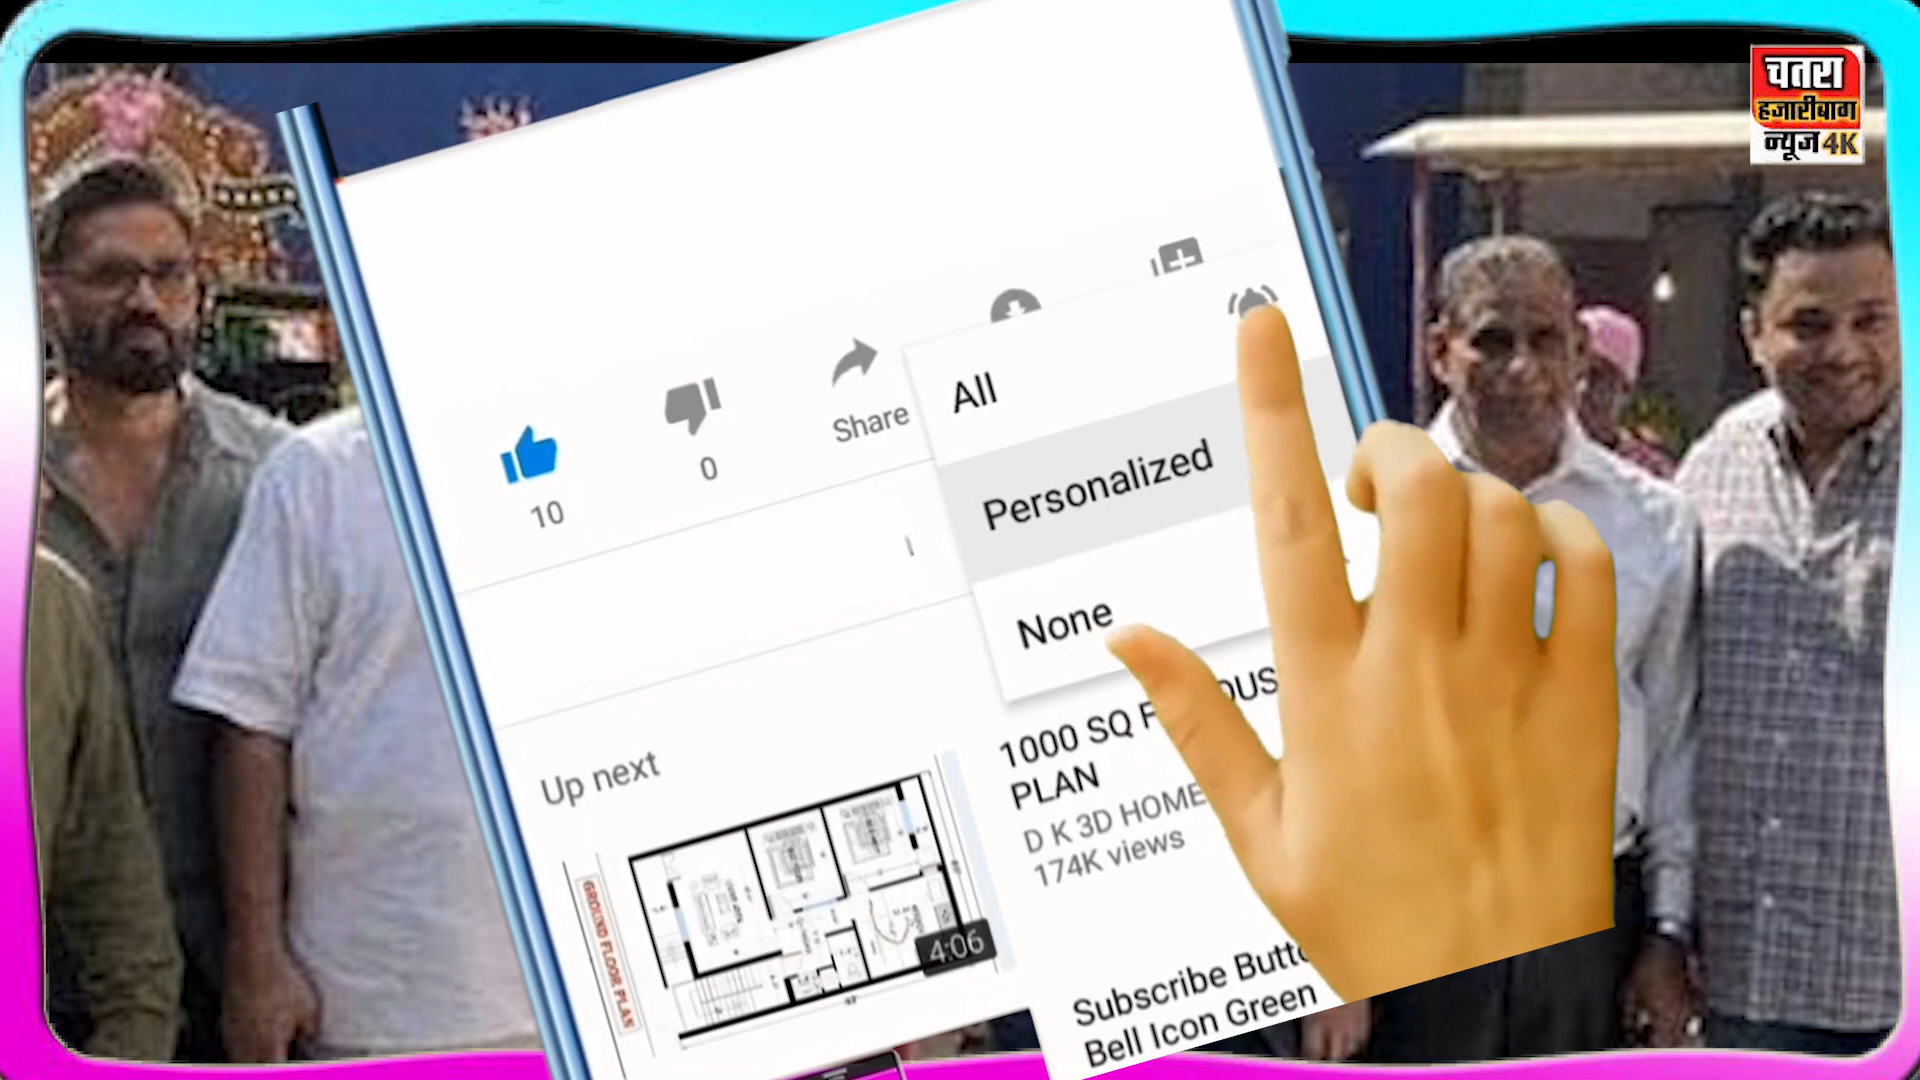 चतरा
हजारीबाग
न्यूज 4K
All
Share
10
0
Personalized
None
Up next
1000 SQ F
PLAN
D K 3D HOME
174K views
GROUND FLOOR PLAN
4:06
Subscribe Butto
Bell Icon Green